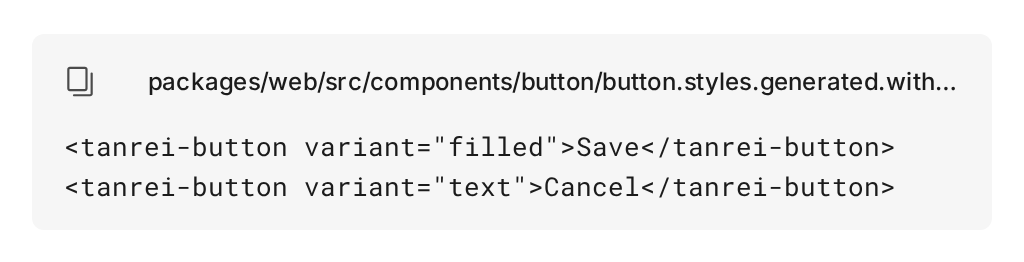 packages/web/src/components/button/button.styles.generated.with...
<tanrei-button variant="filled">Save</tanrei-button>
<tanrei-button variant="text">Cancel</tanrei-button>